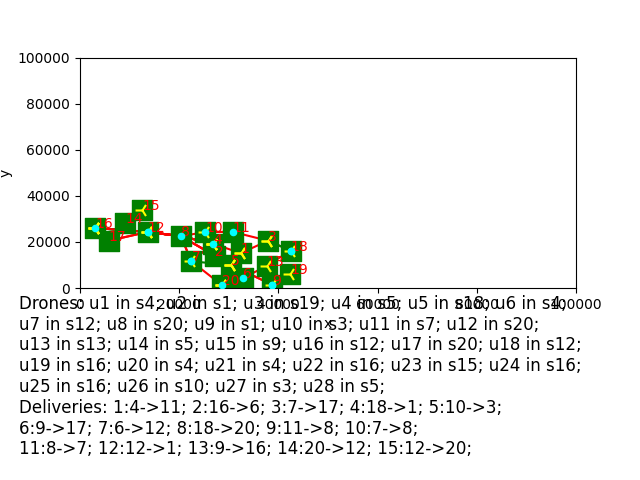 100000
80000
60000
40000
20000
0
y
Drones: u1 in s4; u2 in s1; u3 in s19; u4 in s5; u5 in s18; u6 in s4;
u7 in s12; u8 in s20; u9 in s1; u10 in s3; u11 in s7; u12 in s20;
u13 in s13; u14 in s5; u15 in s9; u16 in s12; u17 in s20; u18 in s12;
u19 in s16; u20 in s4; u21 in s4; u22 in s16; u23 in s15; u24 in s16;
u25 in s16; u26 in s10; u27 in s3; u28 in s5;
Deliveries: 1:4->11; 2:16->6; 3:7->17; 4:18->1; 5:10->3;
6:9->17; 7:6->12; 8:18->20; 9:11->8; 10:7->8;
11:8->7; 12:12->1; 13:9->16; 14:20->12; 15:12->20;
0 20000 40000 60000 80000 100000
x